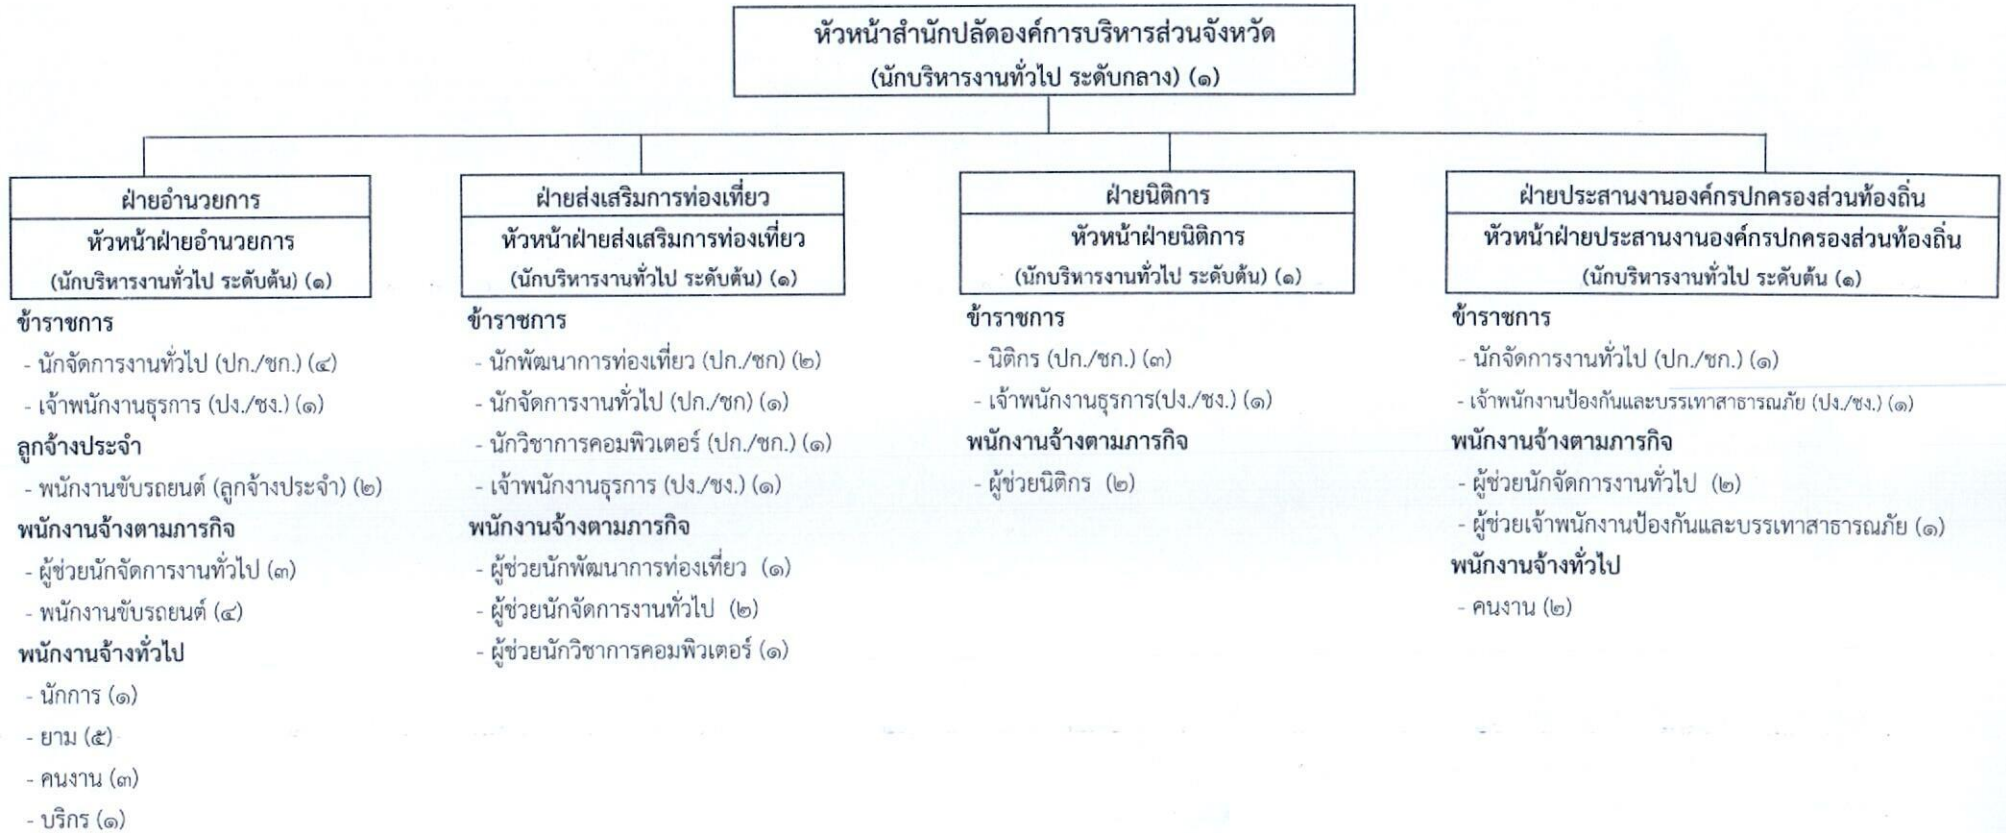 หัวหน้าสำนักปลัดองค์การบริหารส่วนจังหวัด
(นักบริหารงานทั่วไป ระดับกลาง) (๑)
ฝ่ายอำนวยการ
หัวหน้าฝ่ายอำนวยการ
(นักบริหารงานทั่วไป ระดับต้น) (๑)
ข้าราชการ
- นักจัดการงานทั่วไป (ปก./ชก.) (๔)
- เจ้าพนักงานธุรการ (ปง./ชง.) (๑)
ลูกจ้างประจำ
- พนักงานขับรถยนต์ (ลูกจ้างประจำ) (๒)
พนักงานจ้างตามภารกิจ
- ผู้ช่วยนักจัดการงานทั่วไป (๓)
- พนักงานขับรถยนต์ (๔)
พนักงานจ้างทั่วไป
- นักการ (๑)
- ยาม (๕)
- คนงาน (๓)
- บริกร (๑)
ฝ่ายส่งเสริมการท่องเที่ยว
หัวหน้าฝ่ายส่งเสริมการท่องเที่ยว
(นักบริหารงานทั่วไป ระดับต้น) (๑)
ข้าราชการ
- นักพัฒนาการท่องเที่ยว (ปก./ชก) (๒)
- นักจัดการงานทั่วไป (ปก./ชก) (๑)
- นักวิชาการคอมพิวเตอร์ (ปก./ชก.) (๑)
- เจ้าพนักงานธุรการ (ปง./ชง.) (๑)
พนักงานจ้างตามภารกิจ
- ผู้ช่วยนักพัฒนาการท่องเที่ยว (๑)
- ผู้ช่วยนักจัดการงานทั่วไป (๒)
- ผู้ช่วยนักวิชาการคอมพิวเตอร์ (๑)
ฝ่ายนิติการ
หัวหน้าฝ่ายนิติการ
(นักบริหารงานทั่วไป ระดับต้น) (๑)
ข้าราชการ
- นิติกร (ปก./ชก.) (๓)
- เจ้าพนักงานธุรการ(ปง./ชง.) (๑)
พนักงานจ้างตามภารกิจ
- ผู้ช่วยนิติกร (๒)
ฝ่ายประสานงานองค์กรปกครองส่วนท้องถิ่น
หัวหน้าฝ่ายประสานงานองค์กรปกครองส่วนท้องถิ่น
(นักบริหารงานทั่วไป ระดับต้น (๑)
ข้าราชการ
- นักจัดการงานทั่วไป (ปก./ชก.) (๑)
- เจ้าพนักงานป้องกันและบรรเทาสาธารณภัย (ปง./ชง.) (๑)
พนักงานจ้างตามภารกิจ
- ผู้ช่วยนักจัดการงานทั่วไป (๒)
- ผู้ช่วยเจ้าพนักงานป้องกันและบรรเทาสาธารณภัย (๑)
พนักงานจ้างทั่วไป
- คนงาน (๒)